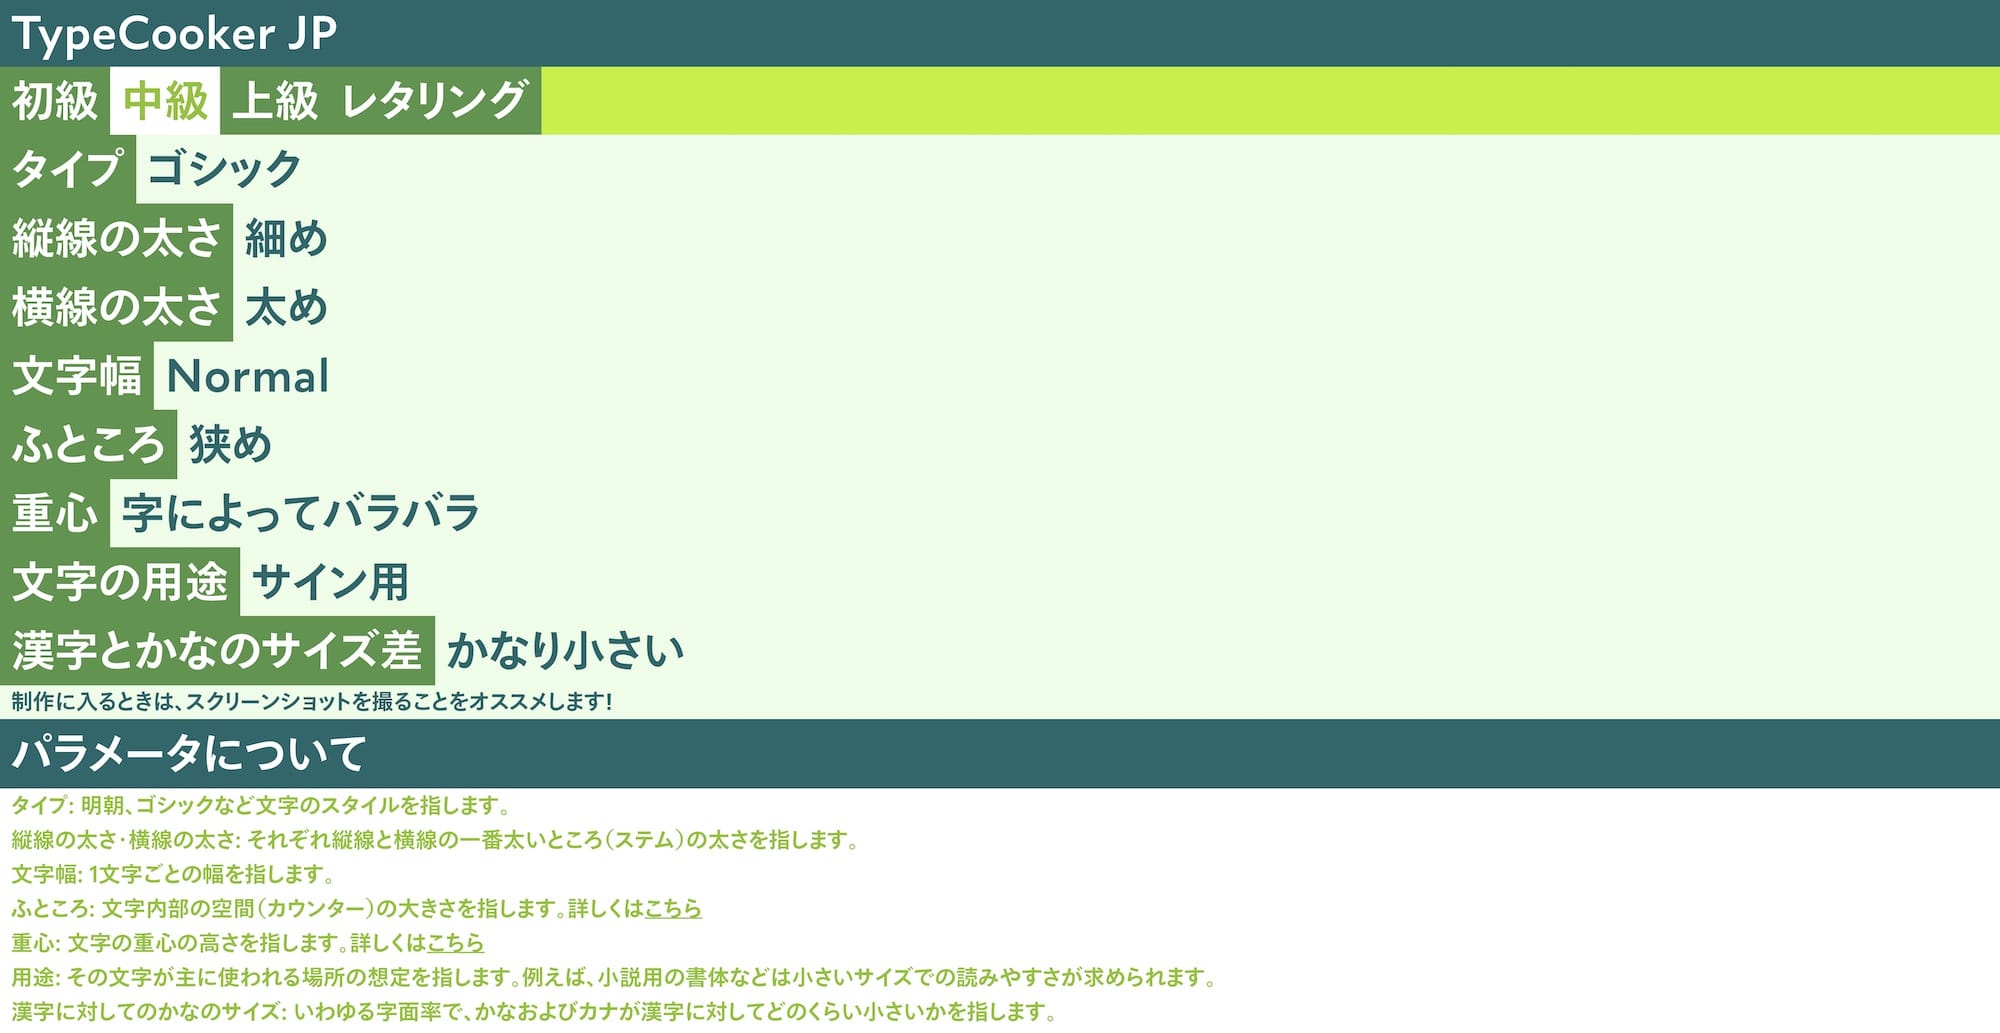 TypeCooker JP
初級 中級 上級 レタリング
タイプ ゴシック
縦線の太さ 細め
横線の太さ 太め
文字幅 Normal
ふところ 狭め
重心 字によってバラバラ
文字の用途 サイン用
漢字とかなのサイズ差 かなり小さい
制作に入るときは、スクリーンショットを撮ることをオススメします!
パラメータについて
タイプ: 明朝、ゴシックなど文字のスタイルを指します。
縦線の太さ·横線の太さ: それぞれ縦線と横線の一番太いところ（ステム）の太さを指します。
文字幅: 1文字ごとの幅を指します。
ふところ: 文字内部の空間（カウンター）の大きさを指します。詳しくはこちら
重心: 文字の重心の高さを指します。詳しくはこちら
用途: その文字が主に使われる場所の想定を指します。例えば、小説用の書体などは小さいサイズでの読みやすさが求められます。
漢字に対してのかなのサイズ: いわゆる字面率で、かなおよびカナが漢字に対してどのくらい小さいかを指します。